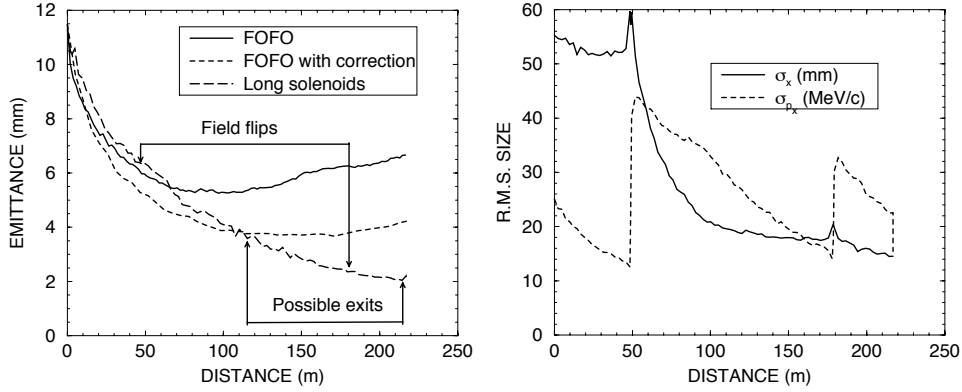 12
10
8
6
4
2
0
EMITTANCE (mm)
FOFO
FOFO with correction
Long solenoids
Field flips
Possible exits
0 50 100 150 200 250
DISTANCE (m)
60
50
40
30
20
10
0
R.M.S. SIZE
σx (mm)
σpx (MeV/c)
0 50 100 150 200 250
DISTANCE (m)